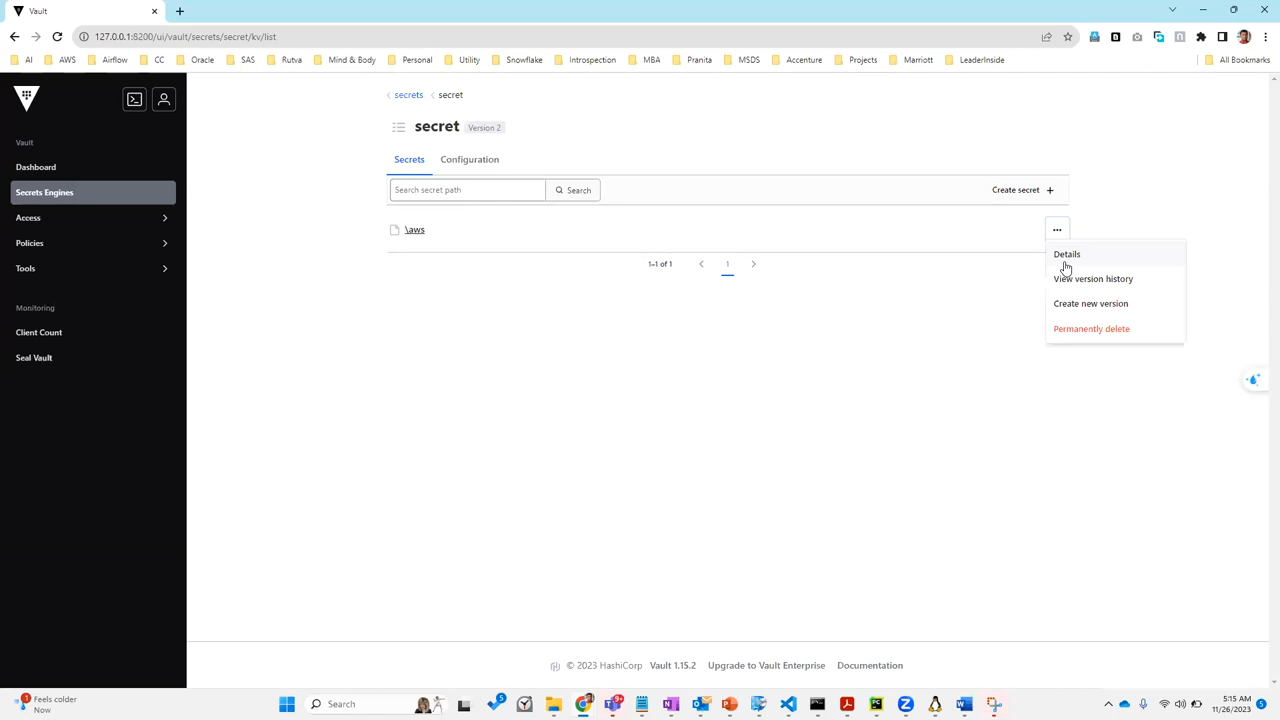 Vault
127.0.0.1:8200/ui/vault/secrets/secret/kv/list
AI AWS Airflow CC Oracle SAS Rutva Mind & Body Personal Utility Snowflake Introspection MBA Pranita MSDS Accenture Projects Marriott LeaderInside All Bookmarks
Vault
Dashboard
Secrets Engines
Access
Policies
Tools
Monitoring
Client Count
Seal Vault
secrets secret
secret Version 2
Secrets Configuration
Search secret path Search Create secret +
\aws
Details
View version history
Create new version
Permanently delete
1–1 of 1 1
© 2023 HashiCorp Vault 1.15.2 Upgrade to Vault Enterprise Documentation
1 Feels colder
Now
Search
5
9+
5:15 AM
11/26/2023
5